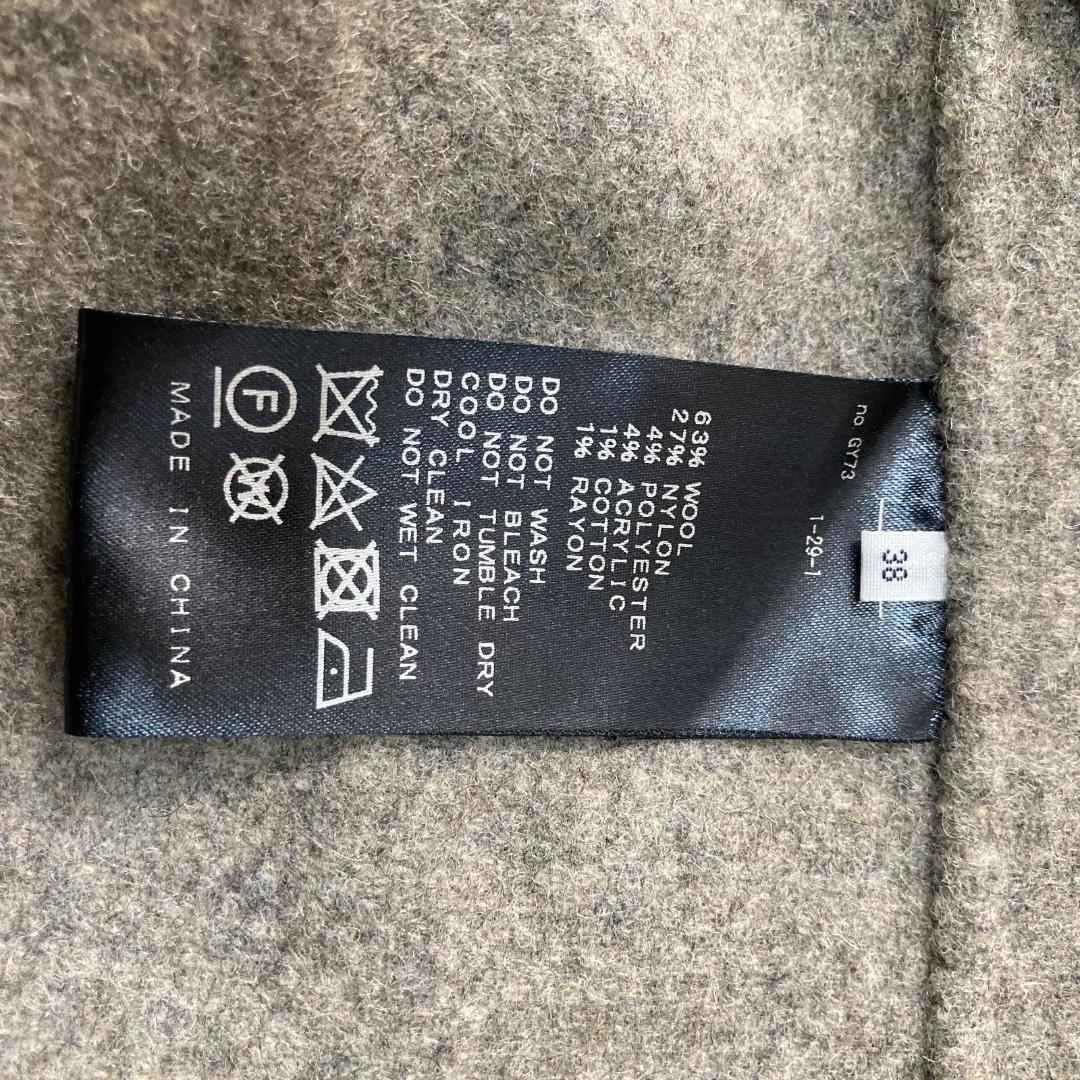 38
no GY73
1-29-1
63% WOOL
27% NYLON
4% POLYESTER
4% ACRYLIC
1% COTTON
1% RAYON
DO NOT WASH
DO NOT BLEACH
DO NOT TUMBLE DRY
COOL IRON
DRY CLEAN
DO NOT WET CLEAN
F W
MADE IN CHINA